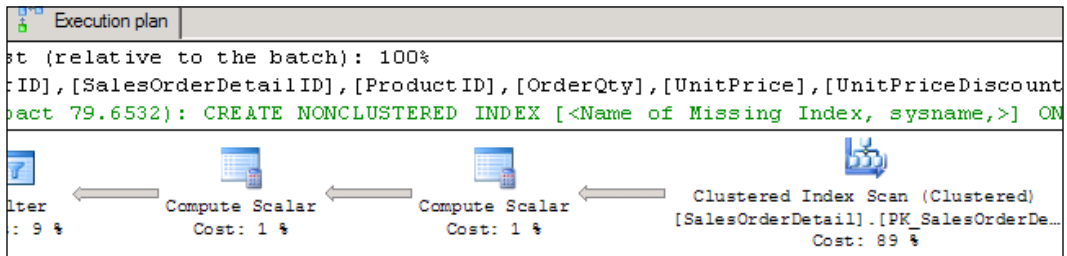 Execution plan
st (relative to the batch): 100%
rID],[SalesOrderDetailID],[ProductID],[OrderQty],[UnitPrice],[UnitPriceDiscount
pact 79.6532): CREATE NONCLUSTERED INDEX [<Name of Missing Index, sysname,>] ON
lter
: 9 %
Compute Scalar
Cost: 1 %
Compute Scalar
Cost: 1 %
Clustered Index Scan (Clustered)
[SalesOrderDetail].[PK_SalesOrderDe…
Cost: 89 %